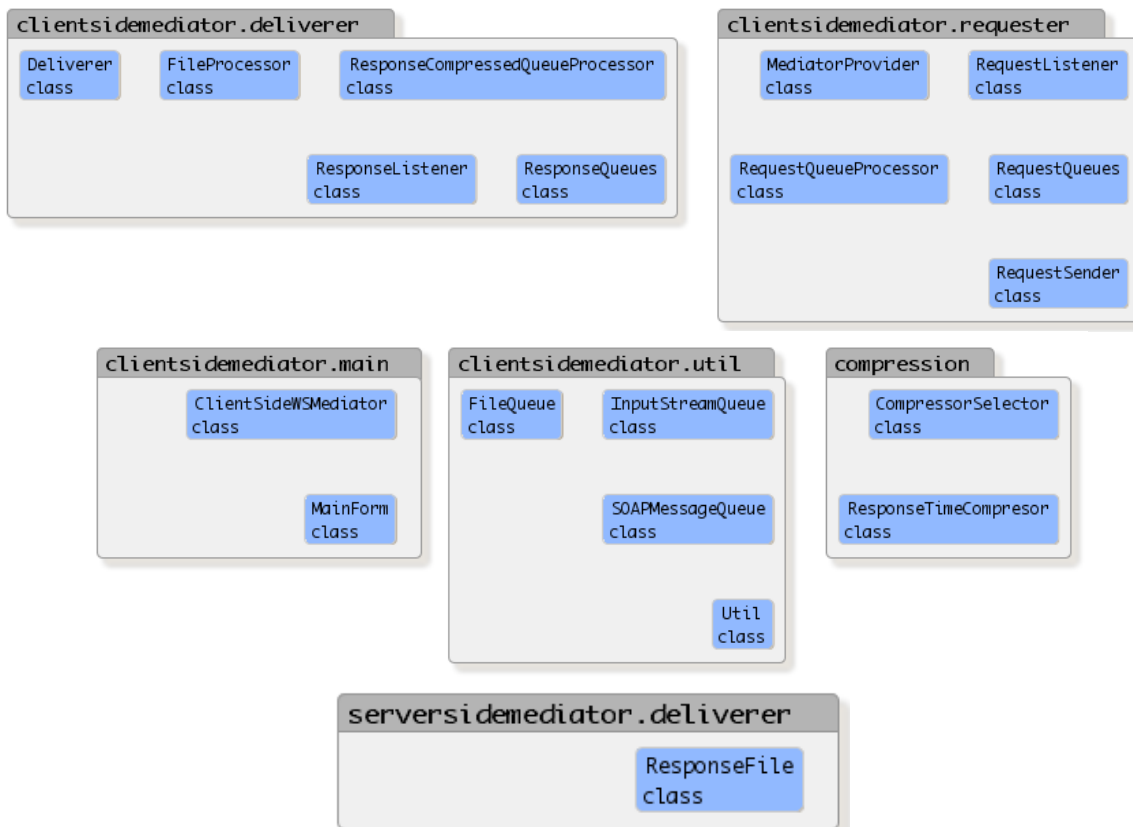 clientsidemediator.deliverer
Deliverer
class
FileProcessor
class
ResponseCompressedQueueProcessor
class
ResponseListener
class
ResponseQueues
class
clientsidemediator.requester
MediatorProvider
class
RequestListener
class
RequestQueueProcessor
class
RequestQueues
class
RequestSender
class
clientsidemediator.main
ClientSideWSMediator
class
MainForm
class
clientsidemediator.util
FileQueue
class
InputStreamQueue
class
SOAPMessageQueue
class
Util
class
compression
CompressorSelector
class
ResponseTimeCompresor
class
serversidemediator.deliverer
ResponseFile
class